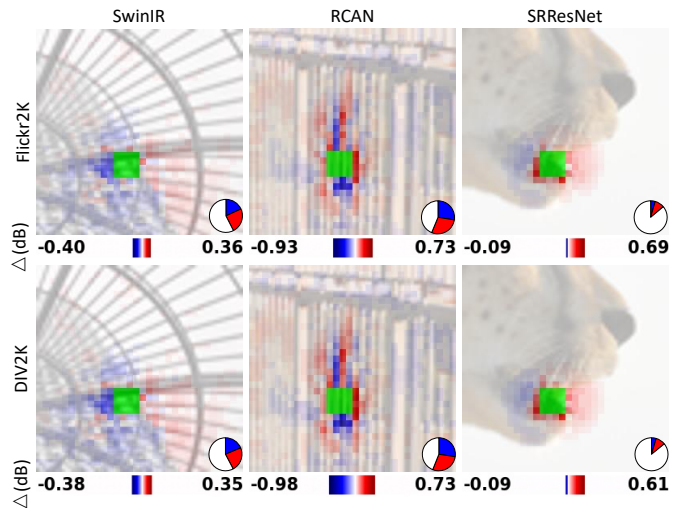 SwinIR RCAN SRResNet
Flickr2K
△ (dB) -0.40 0.36 -0.93 0.73 -0.09 0.69
DIV2K
△ (dB) -0.38 0.35 -0.98 0.73 -0.09 0.61